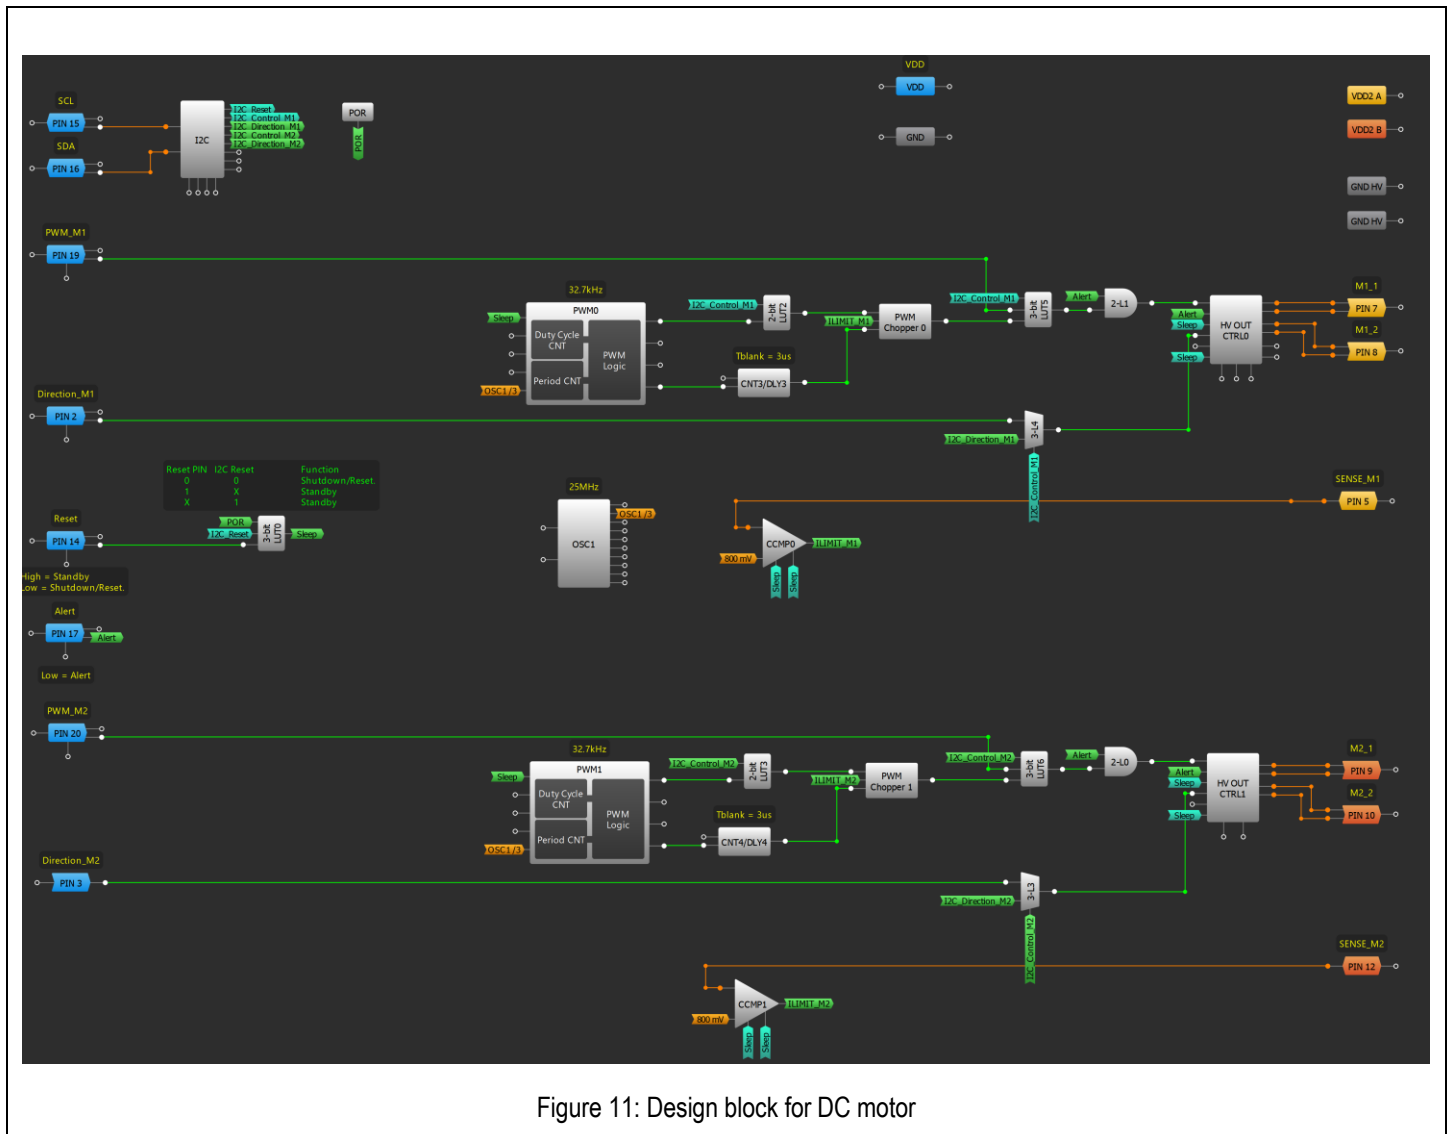 VDD
VDD
GND
VDD2 A
VDD2 B
GND HV
GND HV
SCL
PIN 15
SDA
PIN 16
I2C
I2C_Reset
I2C_Control_M1
I2C_Direction_M1
I2C_Control_M2
I2C_Direction_M2
POR
POR
PWM_M1
PIN 19
32.7kHz
PWM0
Sleep
Duty Cycle
CNT
Period CNT
PWM
Logic
OSC1 /3
I2C_Control_M1
2-bit
LUT2
ILIMIT_M1
PWM
Chopper 0
Tblank = 3us
CNT3/DLY3
I2C_Control_M1
3-bit
LUT5
Alert
2-L1
Alert
Sleep
Sleep
HV OUT
CTRL0
M1_1
PIN 7
M1_2
PIN 8
Direction_M1
PIN 2
I2C_Direction_M1
3-L4
I2C_Control_M1
Reset PIN I2C Reset Function
0 0 Shutdown/Reset.
1 X Standby
X 1 Standby
Reset
PIN 14
POR
I2C_Reset
3-bit
LUT0
Sleep
High = Standby
Low = Shutdown/Reset.
25MHz
OSC1
OSC1 /3
SENSE_M1
PIN 5
CCMP0
800 mV
ILIMIT_M1
Sleep
Sleep
Alert
PIN 17
Alert
Low = Alert
PWM_M2
PIN 20
32.7kHz
PWM1
Sleep
Duty Cycle
CNT
Period CNT
PWM
Logic
OSC1 /3
I2C_Control_M2
2-bit
LUT3
ILIMIT_M2
PWM
Chopper 1
Tblank = 3us
CNT4/DLY4
I2C_Control_M2
3-bit
LUT6
Alert
2-L0
Alert
Sleep
Sleep
HV OUT
CTRL1
M2_1
PIN 9
M2_2
PIN 10
Direction_M2
PIN 3
I2C_Direction_M2
3-L3
I2C_Control_M2
SENSE_M2
PIN 12
CCMP1
800 mV
ILIMIT_M2
Sleep
Sleep
Figure 11: Design block for DC motor